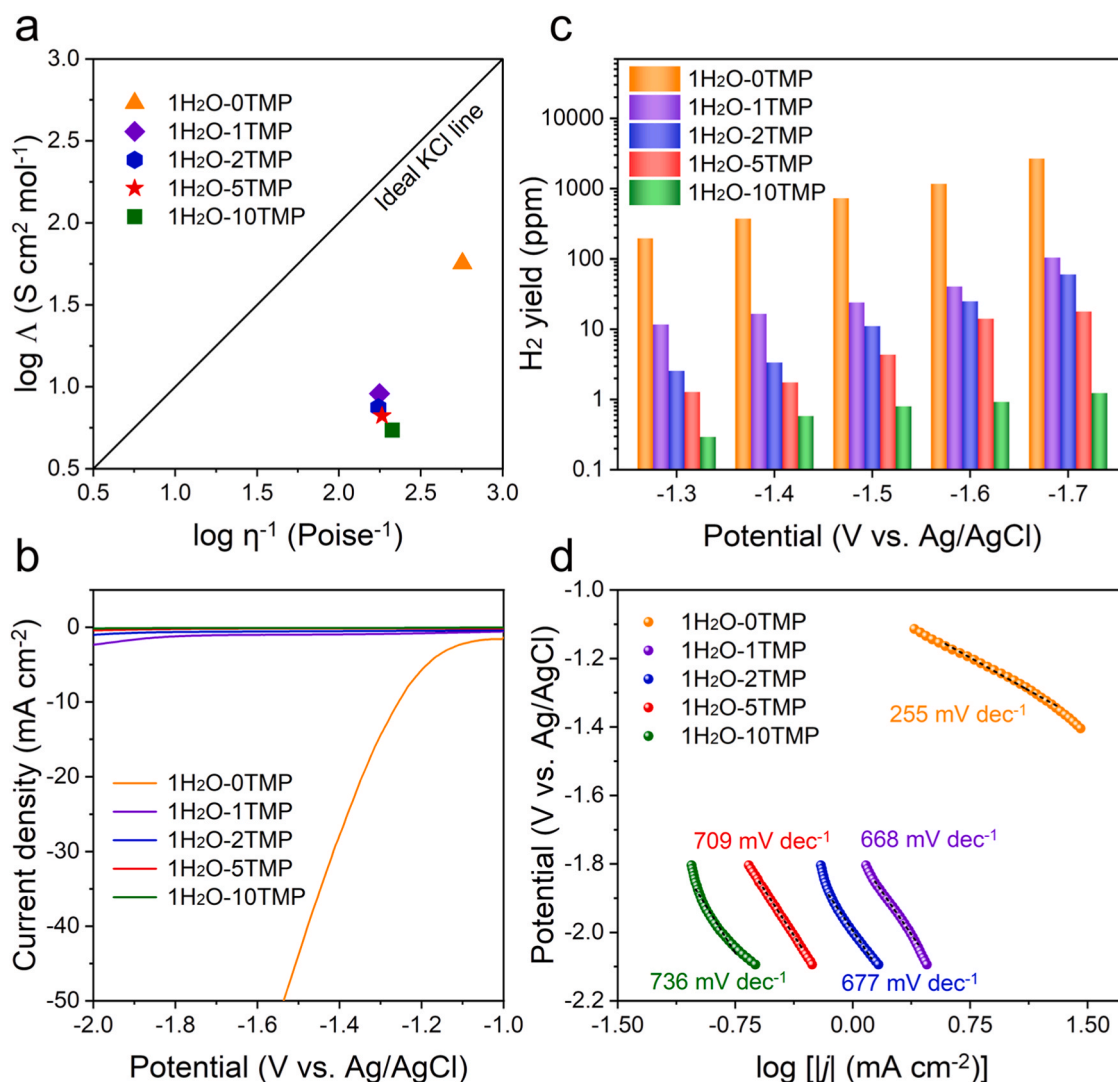 a
3.0
2.5
2.0
1.5
1.0
0.5
0.5
1.0
1.5
2.0
2.5
3.0
log Λ (S cm² mol⁻¹)
log η⁻¹ (Poise⁻¹)
1H₂O-0TMP
1H₂O-1TMP
1H₂O-2TMP
1H₂O-5TMP
1H₂O-10TMP
Ideal KCl line
c
10000
1000
100
10
1
0.1
-1.3
-1.4
-1.5
-1.6
-1.7
H₂ yield (ppm)
Potential (V vs. Ag/AgCl)
1H₂O-0TMP
1H₂O-1TMP
1H₂O-2TMP
1H₂O-5TMP
1H₂O-10TMP
b
0
-10
-20
-30
-40
-50
-2.0
-1.8
-1.6
-1.4
-1.2
-1.0
Current density (mA cm⁻²)
Potential (V vs. Ag/AgCl)
1H₂O-0TMP
1H₂O-1TMP
1H₂O-2TMP
1H₂O-5TMP
1H₂O-10TMP
d
-1.0
-1.2
-1.4
-1.6
-1.8
-2.0
-2.2
-1.50
-0.75
0.00
0.75
1.50
Potential (V vs. Ag/AgCl)
log [|j| (mA cm⁻²)]
1H₂O-0TMP
1H₂O-1TMP
1H₂O-2TMP
1H₂O-5TMP
1H₂O-10TMP
255 mV dec⁻¹
709 mV dec⁻¹
668 mV dec⁻¹
736 mV dec⁻¹
677 mV dec⁻¹